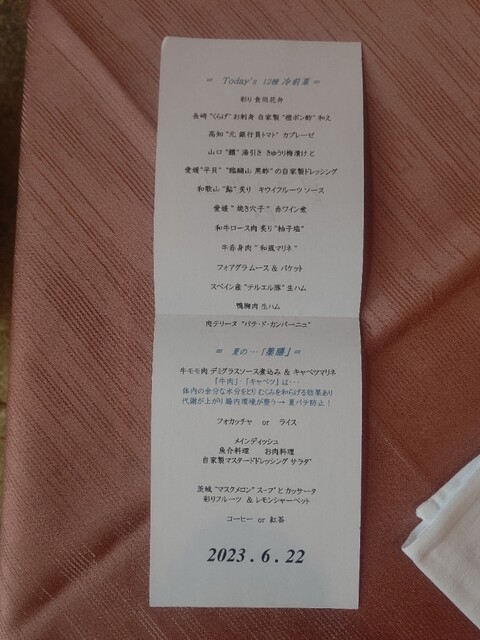 = Today's 12種 冷前菜 =
彩り食用花弁
長崎 "くらげ" お刺身 自家製 "橙ポン酢" 和え
高知 "元 銀行員トマト" カプレーゼ
山口 "鱧" 湯引き きゅうり梅漬けと
愛媛 "平貝" "臨醐山 黒酢" の自家製ドレッシング
和歌山 "鮎" 炙り キウイフルーツソース
愛媛 "焼き穴子" 赤ワイン煮
和牛ロース肉 炙り "柚子塩"
牛赤身肉 "和風マリネ"
フォアグラムース & バケット
スペイン産 "テルエル豚" 生ハム
鴨胸肉 生ハム
肉テリーヌ "パテ・ド・カンパーニュ"
= 夏の…「薬膳」 =
牛モモ肉 デミグラスソース煮込み & キャベツマリネ
「牛肉」・「キャベツ」は…
体内の余分な水分をとり むくみを和らげる効果あり
代謝が上がり 腸内環境が整う → 夏バテ防止!
フォカッチャ or ライス
メインディッシュ
魚介料理 お肉料理
自家製マスタードドレッシング サラダ
茨城 "マスクメロン" スープとカッサータ
彩りフルーツ & レモンシャーベット
コーヒー or 紅茶
2023.6.22